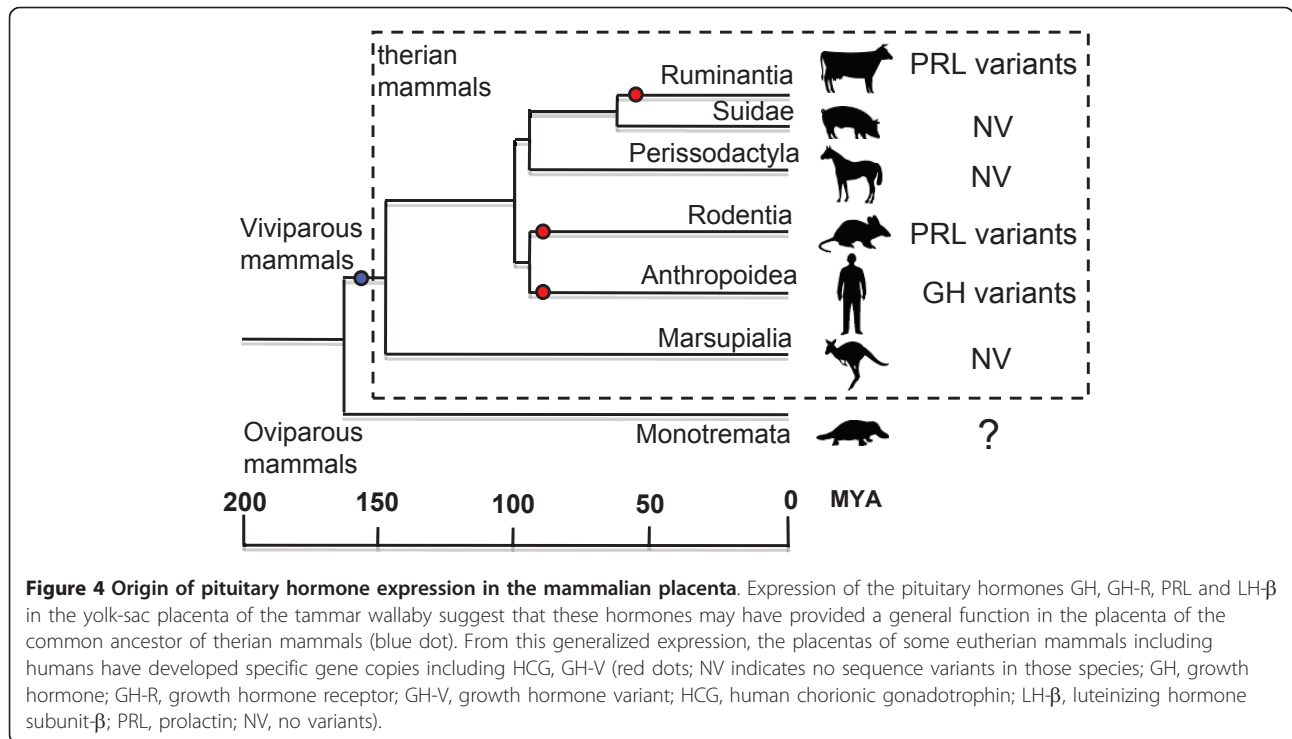 therian
mammals
Ruminantia
PRL variants
Suidae
NV
Perissodactyla
NV
Rodentia
PRL variants
Viviparous
mammals
Anthropoidea
GH variants
Marsupialia
NV
Oviparous
mammals
Monotremata
?
200 150 100 50 0 MYA
Figure 4 Origin of pituitary hormone expression in the mammalian placenta. Expression of the pituitary hormones GH, GH-R, PRL and LH-β
in the yolk-sac placenta of the tammar wallaby suggest that these hormones may have provided a general function in the placenta of the
common ancestor of therian mammals (blue dot). From this generalized expression, the placentas of some eutherian mammals including
humans have developed specific gene copies including HCG, GH-V (red dots; NV indicates no sequence variants in those species; GH, growth
hormone; GH-R, growth hormone receptor; GH-V, growth hormone variant; HCG, human chorionic gonadotrophin; LH-β, luteinizing hormone
subunit-β; PRL, prolactin; NV, no variants).